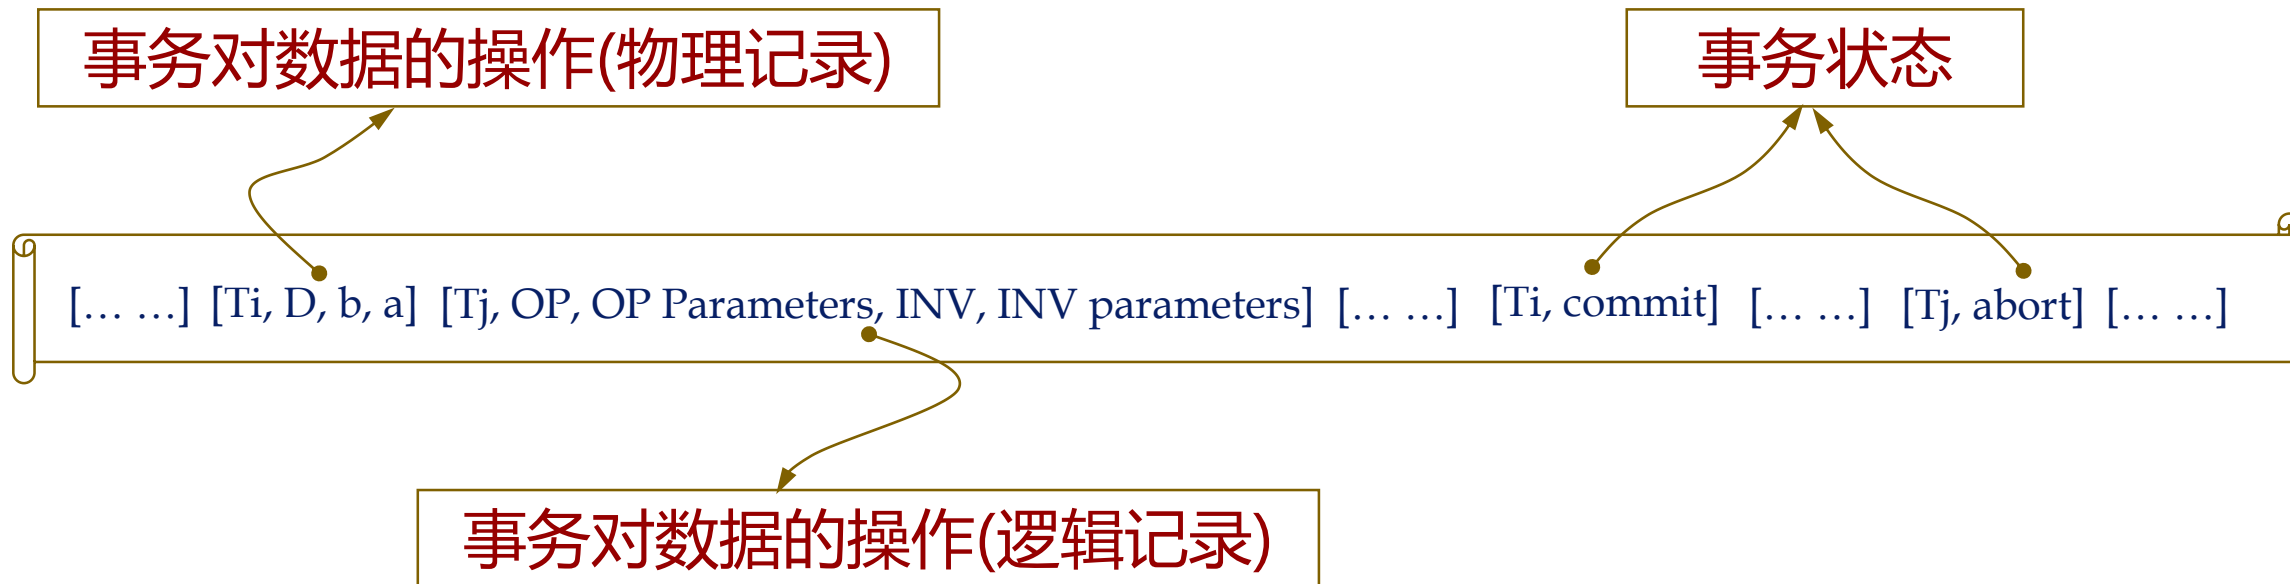 事务对数据的操作(物理记录)
事务状态
[… …] [Ti, D, b, a] [Tj, OP, OP Parameters, INV, INV parameters] [… …] [Ti, commit] [… …] [Tj, abort] [… …]
事务对数据的操作(逻辑记录)